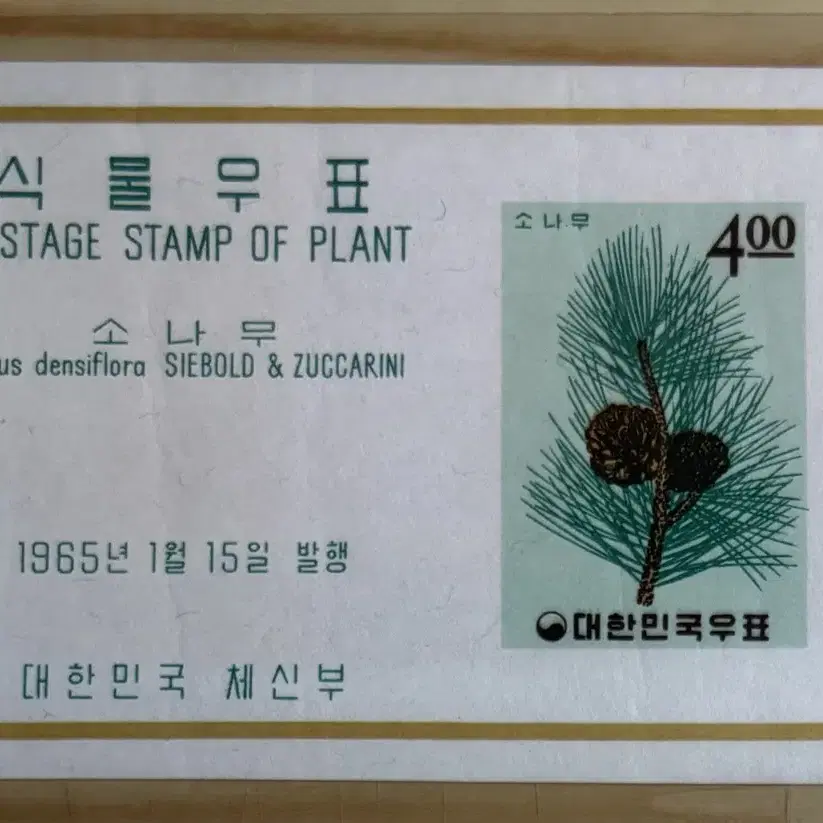 식물우표
STAGE STAMP OF PLANT
소나무
us densiflora SIEBOLD & ZUCCARINI
1965년 1월 15일 발행
대한민국 체신부
소나무
4.00
대한민국우표